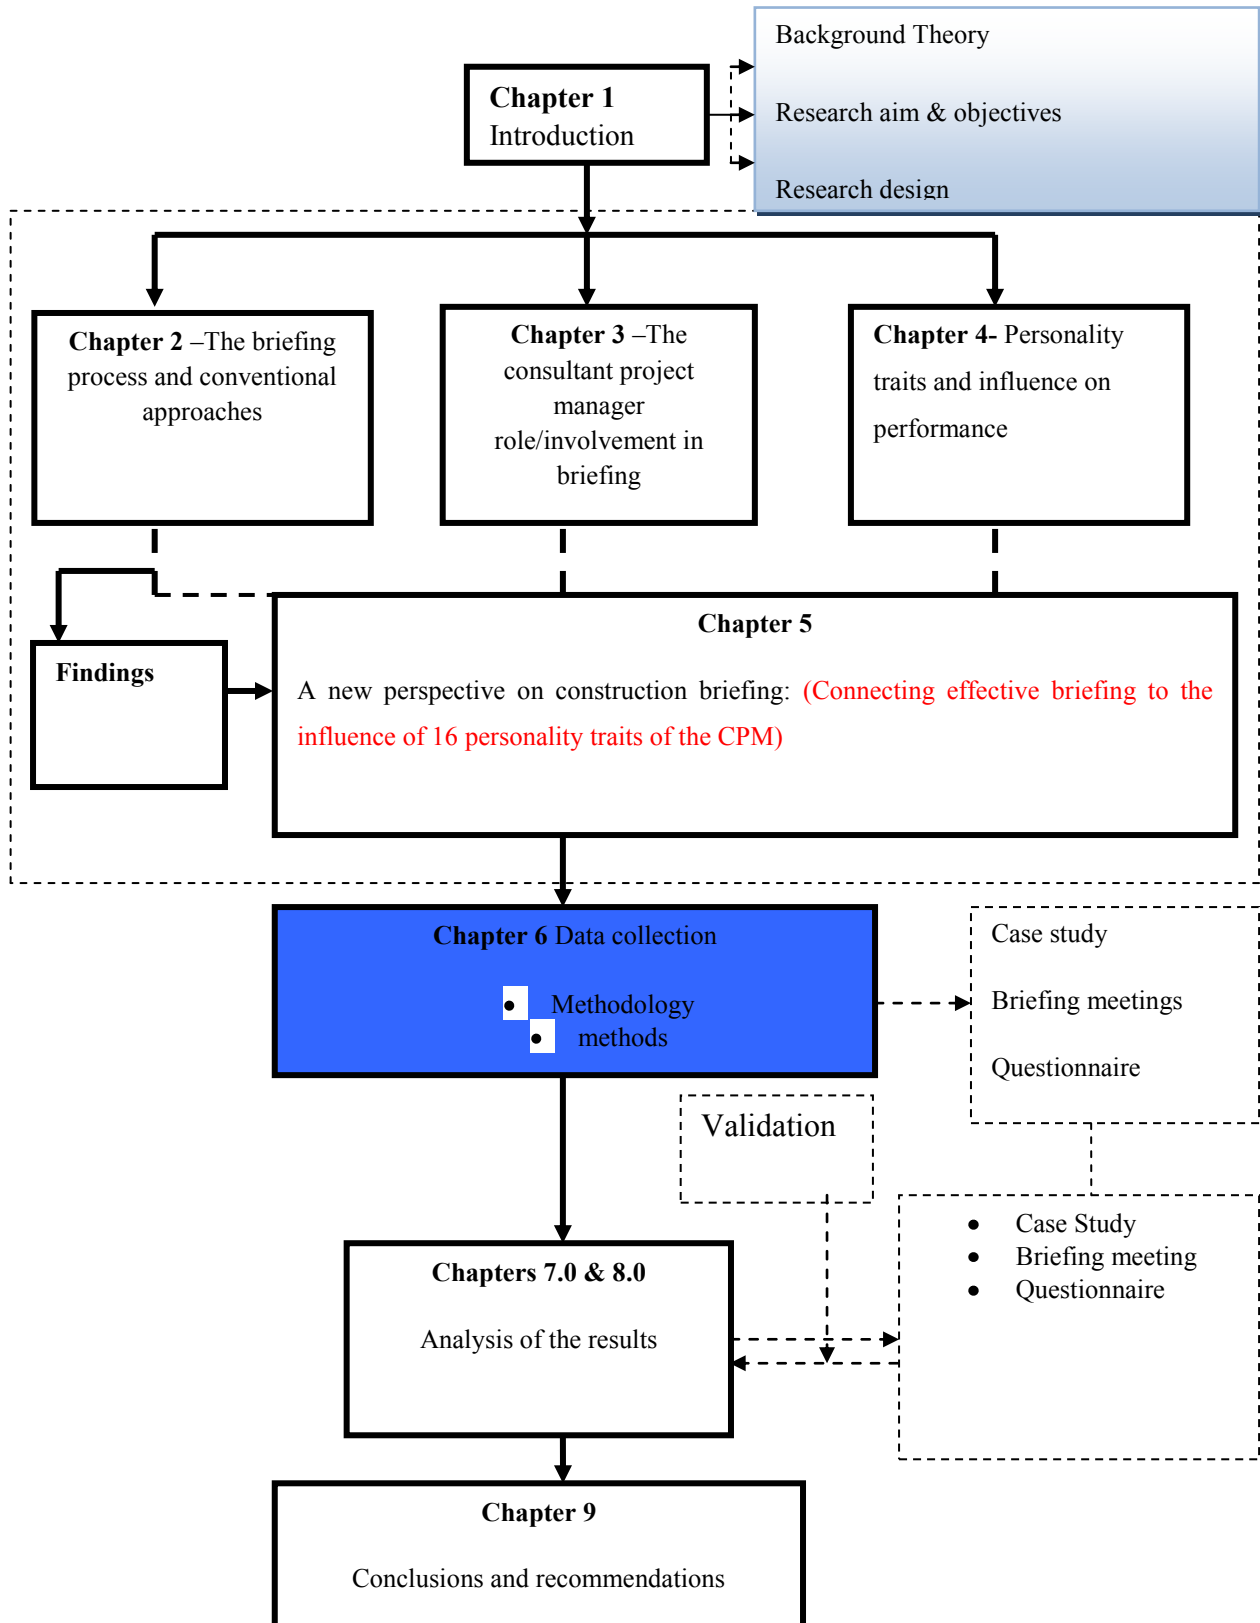 Background Theory
Chapter 1
Introduction
Research aim & objectives
Research design
Chapter 2 –The briefing
process and conventional
approaches
Chapter 3 –The
consultant project
manager
role/involvement in
briefing
Chapter 4- Personality
traits and influence on
performance
Findings
Chapter 5
A new perspective on construction briefing: (Connecting effective briefing to the
influence of 16 personality traits of the CPM)
Chapter 6 Data collection
• Methodology
• methods
Case study
Briefing meetings
Questionnaire
Validation
• Case Study
• Briefing meeting
• Questionnaire
Chapters 7.0 & 8.0
Analysis of the results
Chapter 9
Conclusions and recommendations